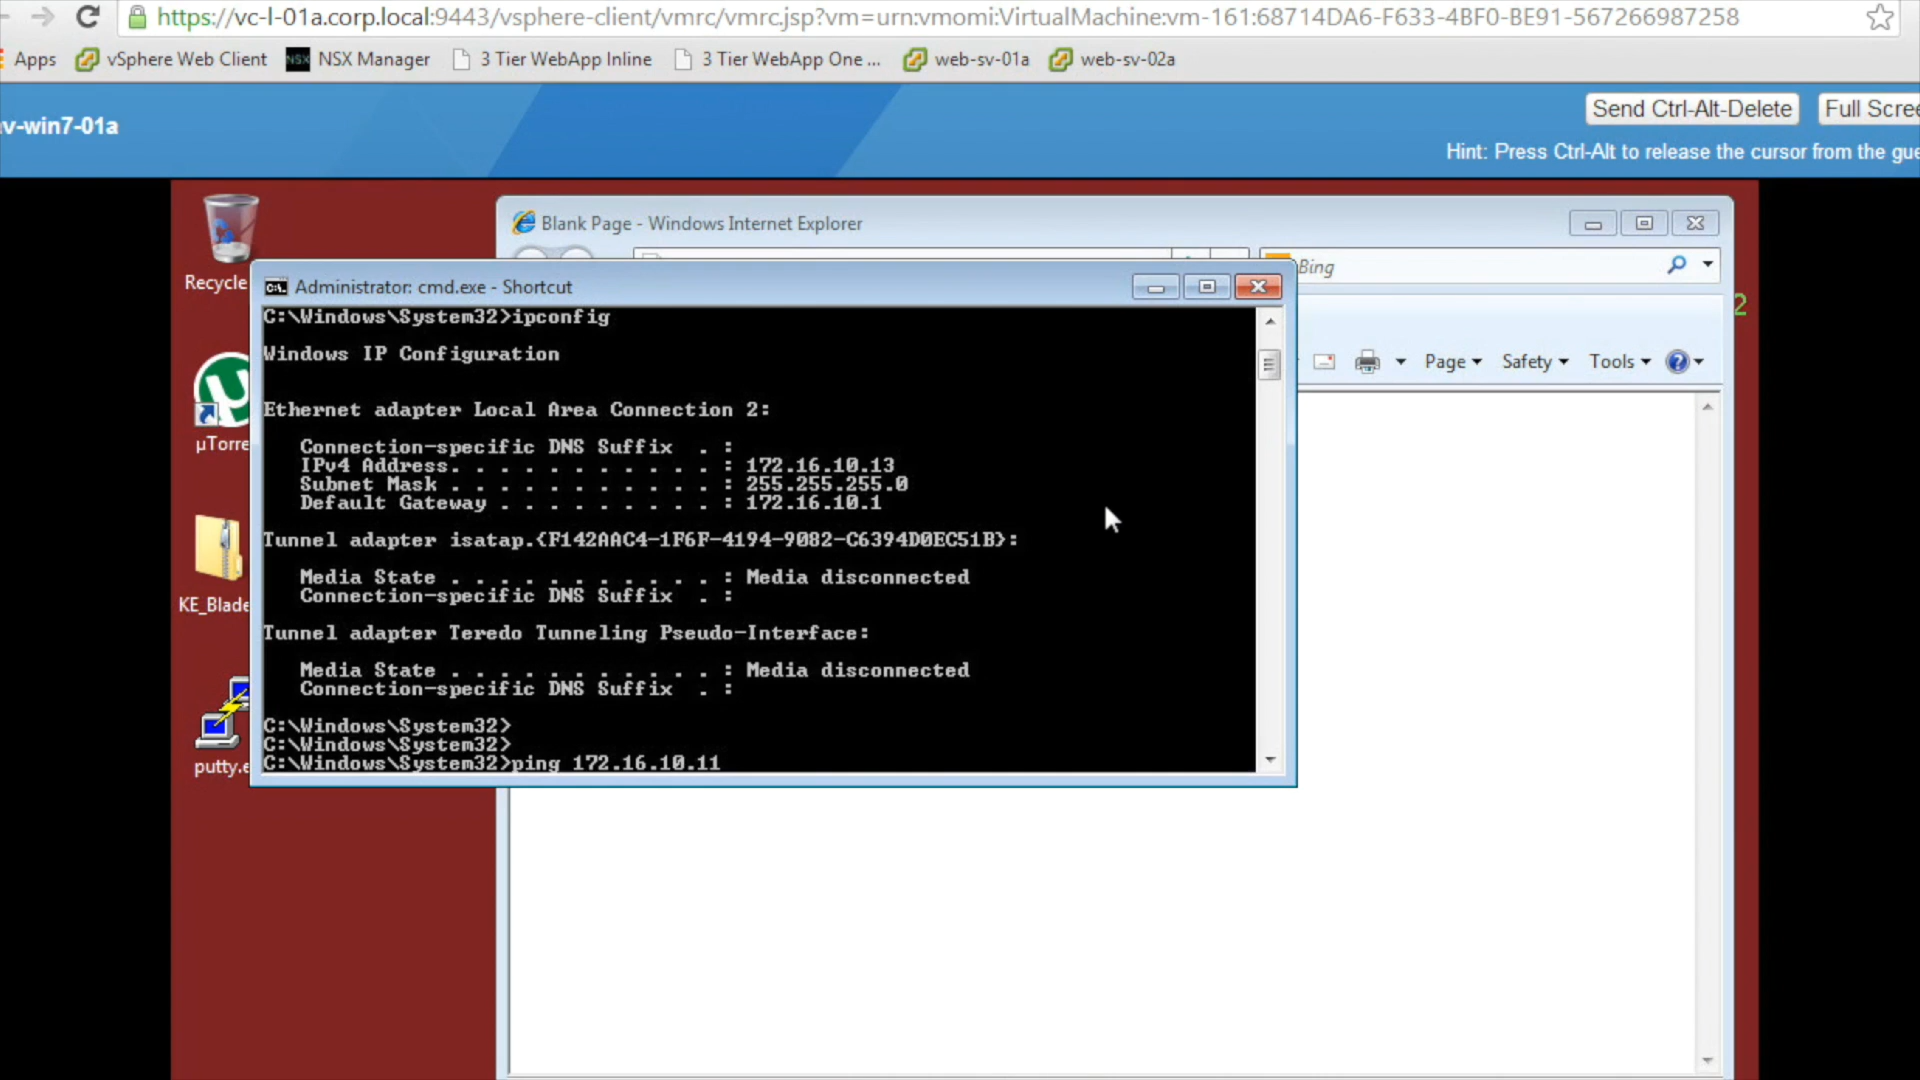 https://vc-l-01a.corp.local:9443/vsphere-client/vmrc/vmrc.jsp?vm=urn:vmomi:VirtualMachine:vm-161:68714DA6-F633-4BF0-BE91-567266987258
Apps vSphere Web Client NSX NSX Manager 3 Tier WebApp Inline 3 Tier WebApp One ... web-sv-01a web-sv-02a
Send Ctrl-Alt-Delete Full Scree
v-win7-01a
Hint: Press Ctrl-Alt to release the cursor from the gue
Blank Page - Windows Internet Explorer
Bing
Recycle
Administrator: cmd.exe - Shortcut
2
C:\Windows\System32>ipconfig
Windows IP Configuration
Page Safety Tools
Ethernet adapter Local Area Connection 2:
µTorre
Connection-specific DNS Suffix  . :
IPv4 Address. . . . . . . . . . . : 172.16.10.13
Subnet Mask . . . . . . . . . . . : 255.255.255.0
Default Gateway . . . . . . . . . : 172.16.10.1
Tunnel adapter isatap.{F142AAC4-1F6F-4194-9082-C6394D0EC51B}:
Media State . . . . . . . . . . . : Media disconnected
Connection-specific DNS Suffix  . :
KE_Blade
Tunnel adapter Teredo Tunneling Pseudo-Interface:
Media State . . . . . . . . . . . : Media disconnected
Connection-specific DNS Suffix  . :
C:\Windows\System32>
C:\Windows\System32>
C:\Windows\System32>ping 172.16.10.11
putty.e